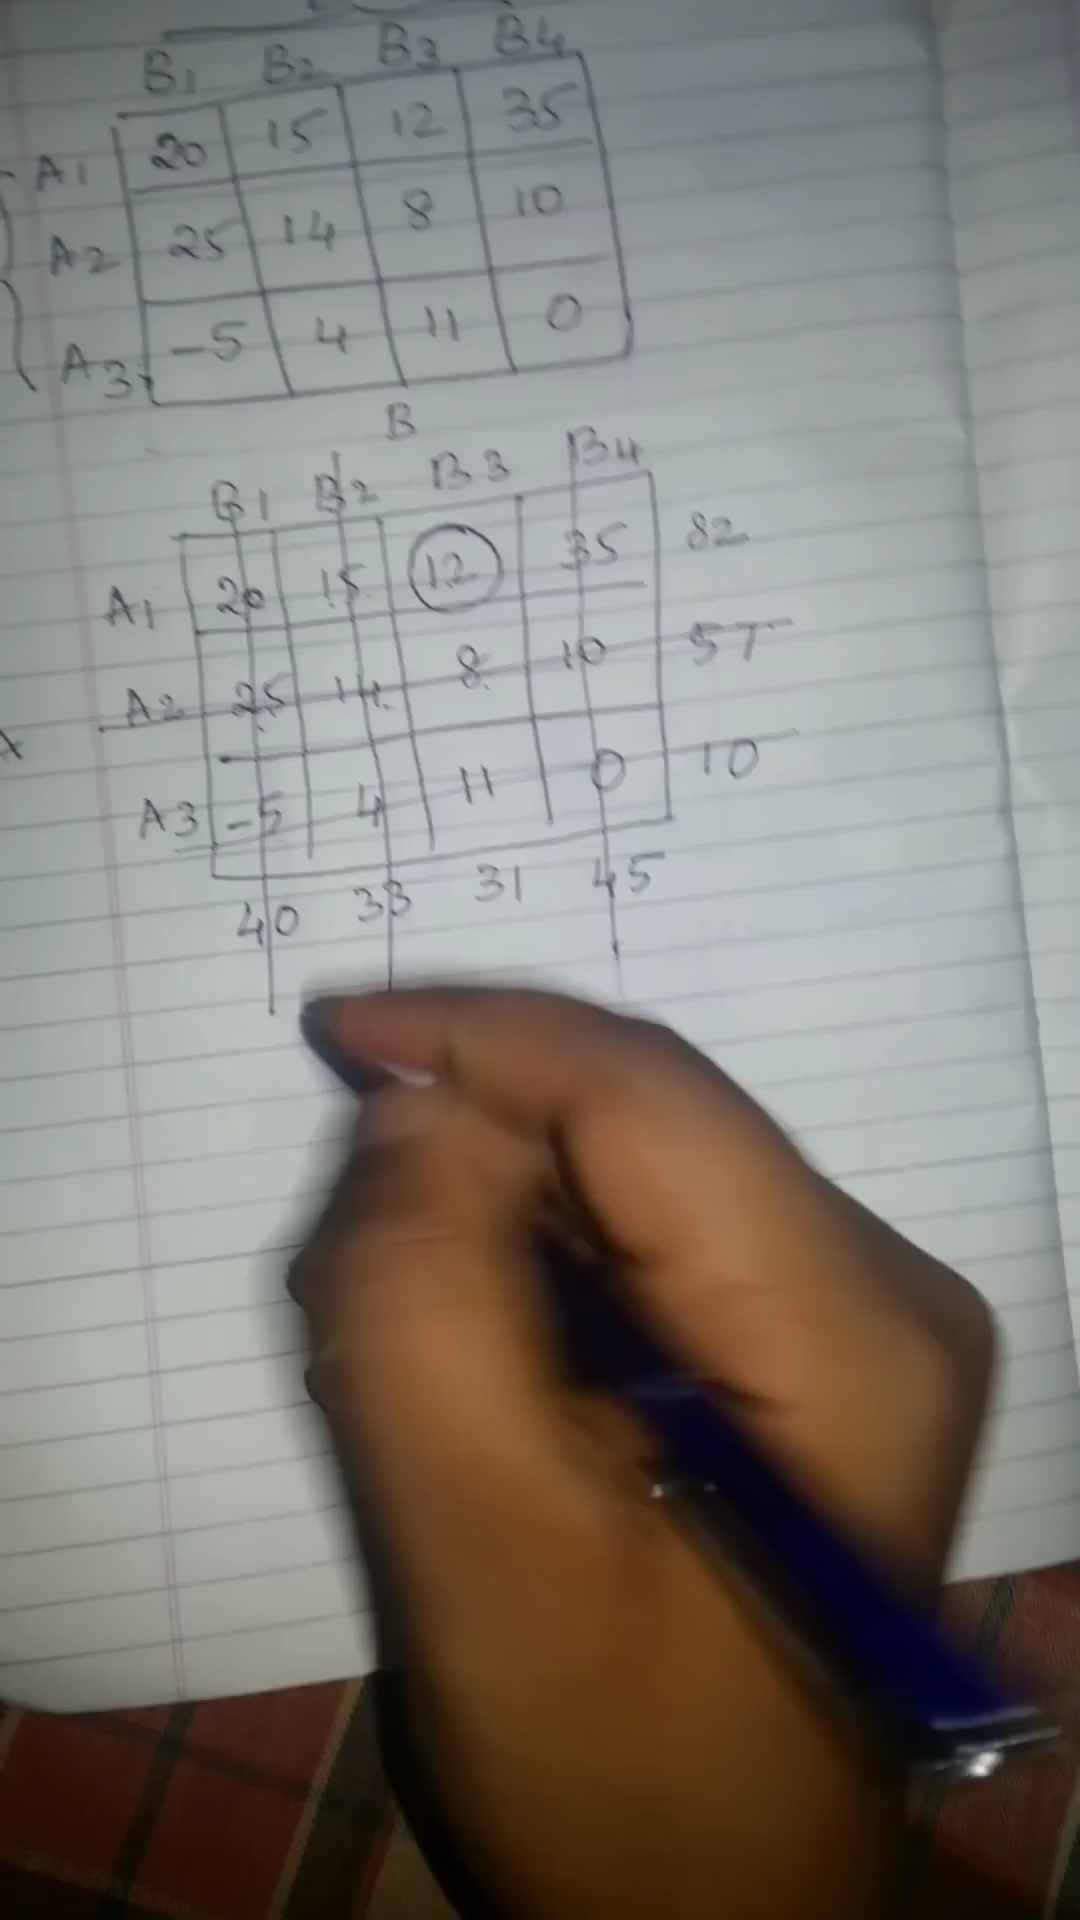 B1 B2 B3 B4
A1 20 15 12 35
A2 25 14 8 10
A3 -5 4 11 0
B
B1 B2 B3 B4
A1 20 15 12 35 82
A2 25 14 8 10 57
A3 -5 4 11 0 10
40 33 31 45